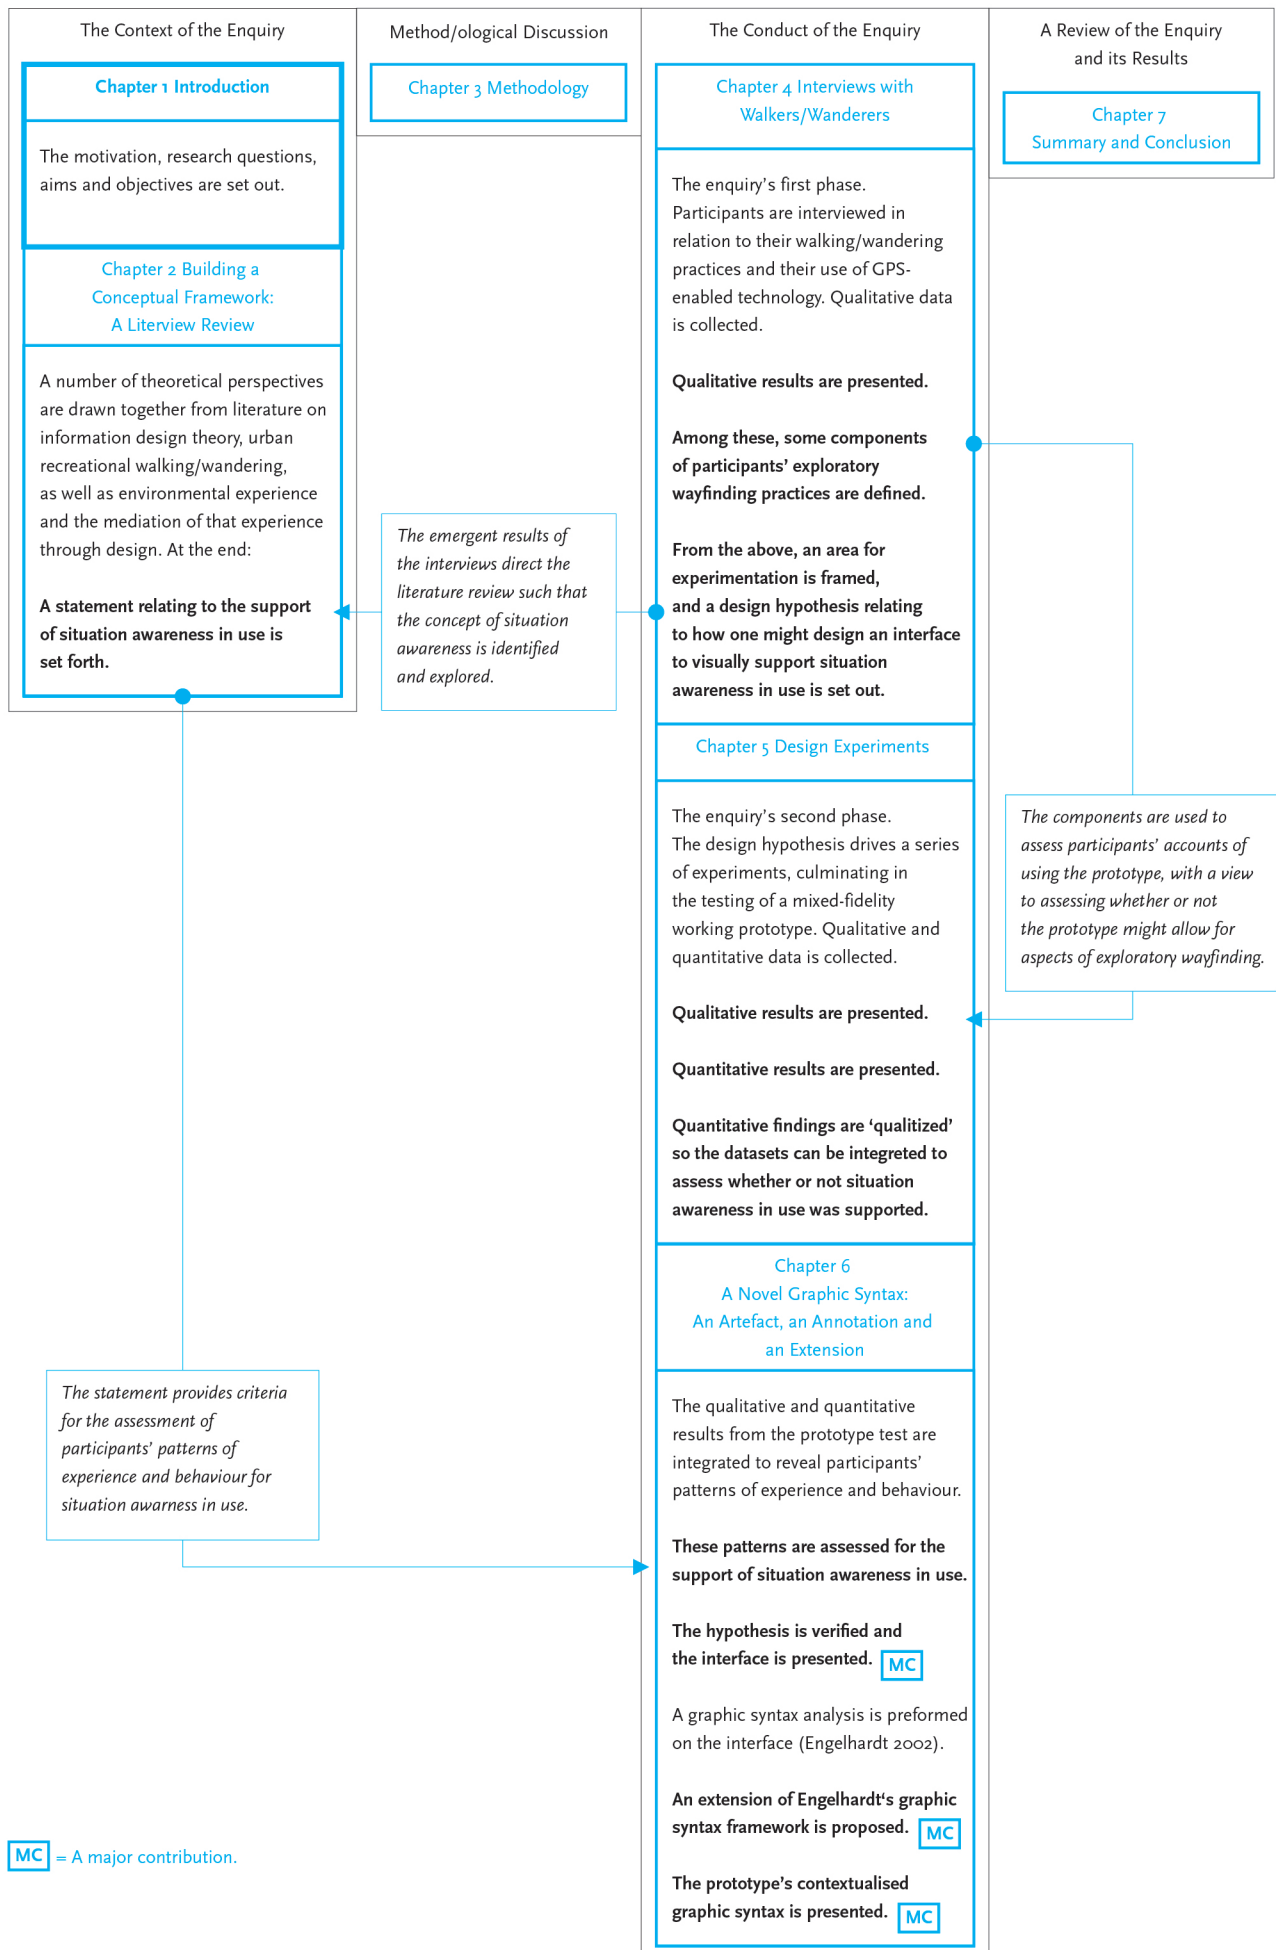 The Context of the Enquiry
Chapter 1 Introduction
The motivation, research questions,
aims and objectives are set out.
Chapter 2 Building a
Conceptual Framework:
A Literview Review
A number of theoretical perspectives
are drawn together from literature on
information design theory, urban
recreational walking/wandering,
as well as environmental experience
and the mediation of that experience
through design. At the end:
A statement relating to the support
of situation awareness in use is
set forth.
The statement provides criteria
for the assessment of
participants’ patterns of
experience and behaviour for
situation awarness in use.
MC = A major contribution.
Method/ological Discussion
Chapter 3 Methodology
The emergent results of
the interviews direct the
literature review such that
the concept of situation
awareness is identified
and explored.
The Conduct of the Enquiry
Chapter 4 Interviews with
Walkers/Wanderers
The enquiry’s first phase.
Participants are interviewed in
relation to their walking/wandering
practices and their use of GPS-
enabled technology. Qualitative data
is collected.
Qualitative results are presented.
Among these, some components
of participants’ exploratory
wayfinding practices are defined.
From the above, an area for
experimentation is framed,
and a design hypothesis relating
to how one might design an interface
to visually support situation
awareness in use is set out.
Chapter 5 Design Experiments
The enquiry’s second phase.
The design hypothesis drives a series
of experiments, culminating in
the testing of a mixed-fidelity
working prototype. Qualitative and
quantitative data is collected.
Qualitative results are presented.
Quantitative results are presented.
Quantitative findings are ‘qualitized’
so the datasets can be integreted to
assess whether or not situation
awareness in use was supported.
Chapter 6
A Novel Graphic Syntax:
An Artefact, an Annotation and
an Extension
The qualitative and quantitative
results from the prototype test are
integrated to reveal participants’
patterns of experience and behaviour.
These patterns are assessed for the
support of situation awareness in use.
The hypothesis is verified and
the interface is presented. MC
A graphic syntax analysis is preformed
on the interface (Engelhardt 2002).
An extension of Engelhardt‘s graphic
syntax framework is proposed. MC
The prototype’s contextualised
graphic syntax is presented. MC
A Review of the Enquiry
and its Results
Chapter 7
Summary and Conclusion
The components are used to
assess participants’ accounts of
using the prototype, with a view
to assessing whether or not
the prototype might allow for
aspects of exploratory wayfinding.